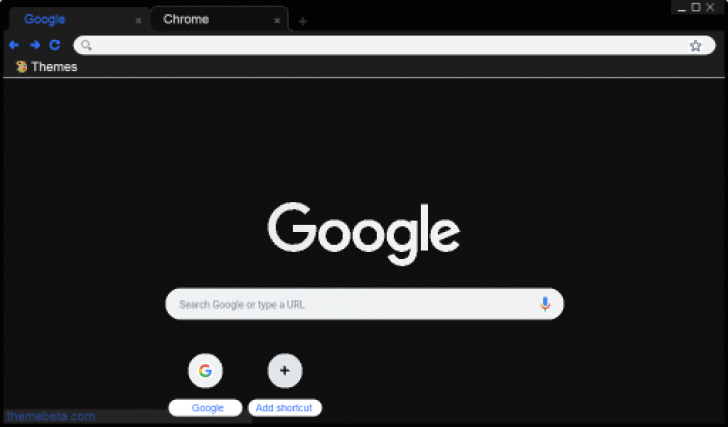 Google
Chrome
Themes
Google
Search Google or type a URL
G
Google
Add shortcut
themebeta.com